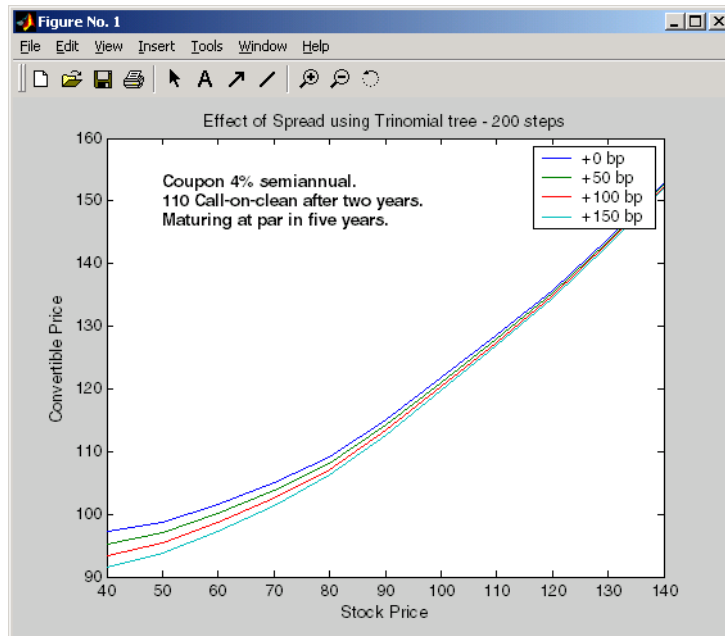 Figure No. 1
File Edit View Insert Tools Window Help
A
Effect of Spread using Trinomial tree - 200 steps
160
150
140
130
120
110
100
90
Convertible Price
Coupon 4% semiannual.
110 Call-on-clean after two years.
Maturing at par in five years.
+0 bp
+50 bp
+100 bp
+150 bp
40 50 60 70 80 90 100 110 120 130 140
Stock Price